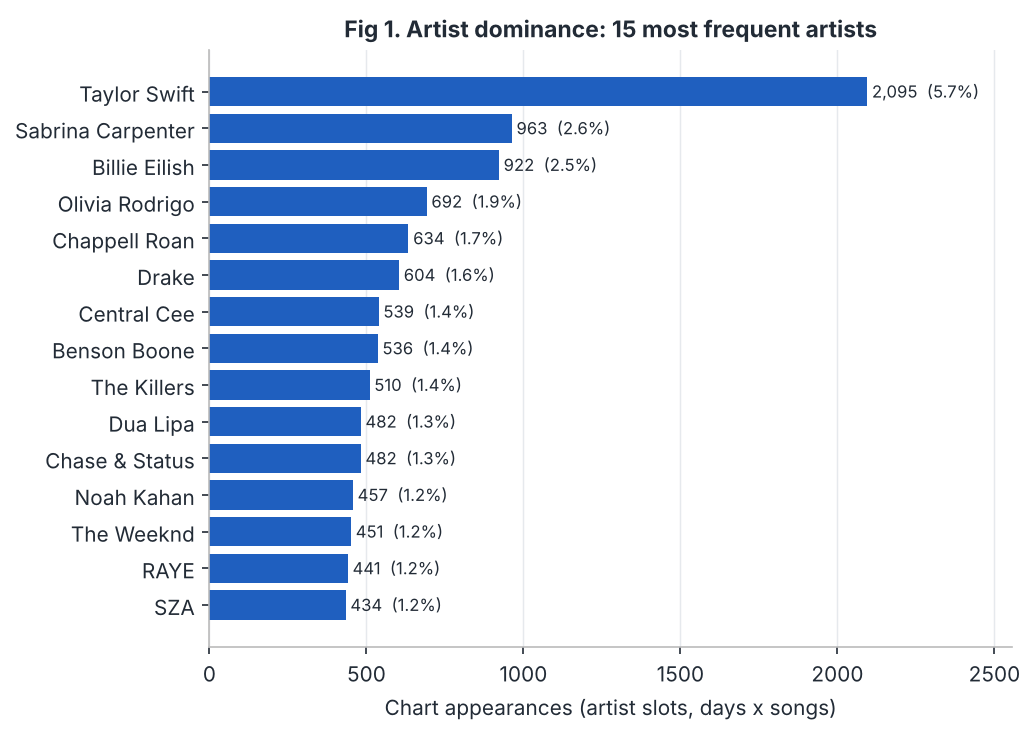 Fig 1. Artist dominance: 15 most frequent artists
Taylor Swift 2,095 (5.7%)
Sabrina Carpenter 963 (2.6%)
Billie Eilish 922 (2.5%)
Olivia Rodrigo 692 (1.9%)
Chappell Roan 634 (1.7%)
Drake 604 (1.6%)
Central Cee 539 (1.4%)
Benson Boone 536 (1.4%)
The Killers 510 (1.4%)
Dua Lipa 482 (1.3%)
Chase & Status 482 (1.3%)
Noah Kahan 457 (1.2%)
The Weeknd 451 (1.2%)
RAYE 441 (1.2%)
SZA 434 (1.2%)
0 500 1000 1500 2000 2500
Chart appearances (artist slots, days x songs)